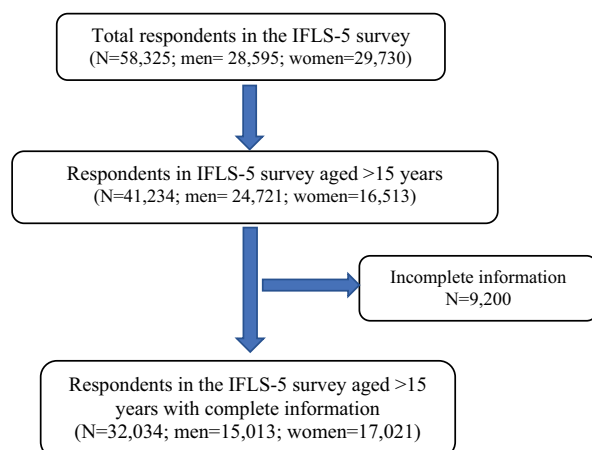 Total respondents in the IFLS-5 survey
(N=58,325; men= 28,595; women=29,730)
Respondents in IFLS-5 survey aged >15 years
(N=41,234; men= 24,721; women=16,513)
Incomplete information
N=9,200
Respondents in the IFLS-5 survey aged >15
years with complete information
(N=32,034; men=15,013; women=17,021)